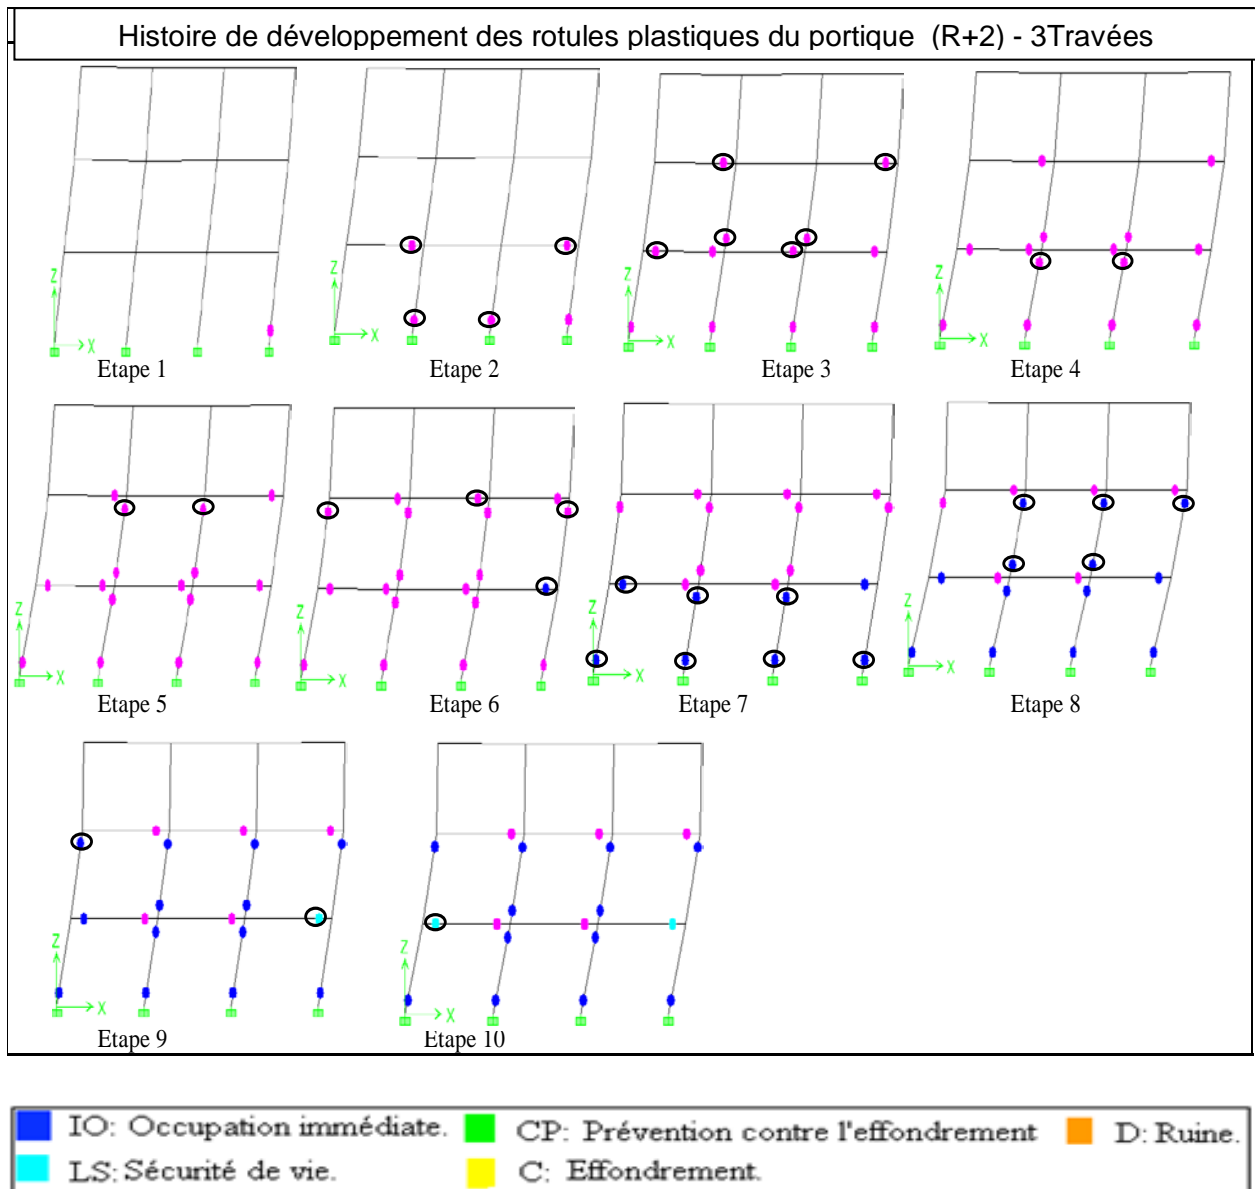 Histoire de développement des rotules plastiques du portique (R+2) - 3Travées
Z
X
Etape 1
Z
X
Etape 2
Z
X
Etape 3
Z
X
Etape 4
Z
X
Etape 5
Z
X
Etape 6
Z
X
Etape 7
Z
X
Etape 8
Z
X
Etape 9
Z
X
Etape 10
IO: Occupation immédiate. CP: Prévention contre l'effondrement D: Ruine.
LS: Sécurité de vie. C: Effondrement.